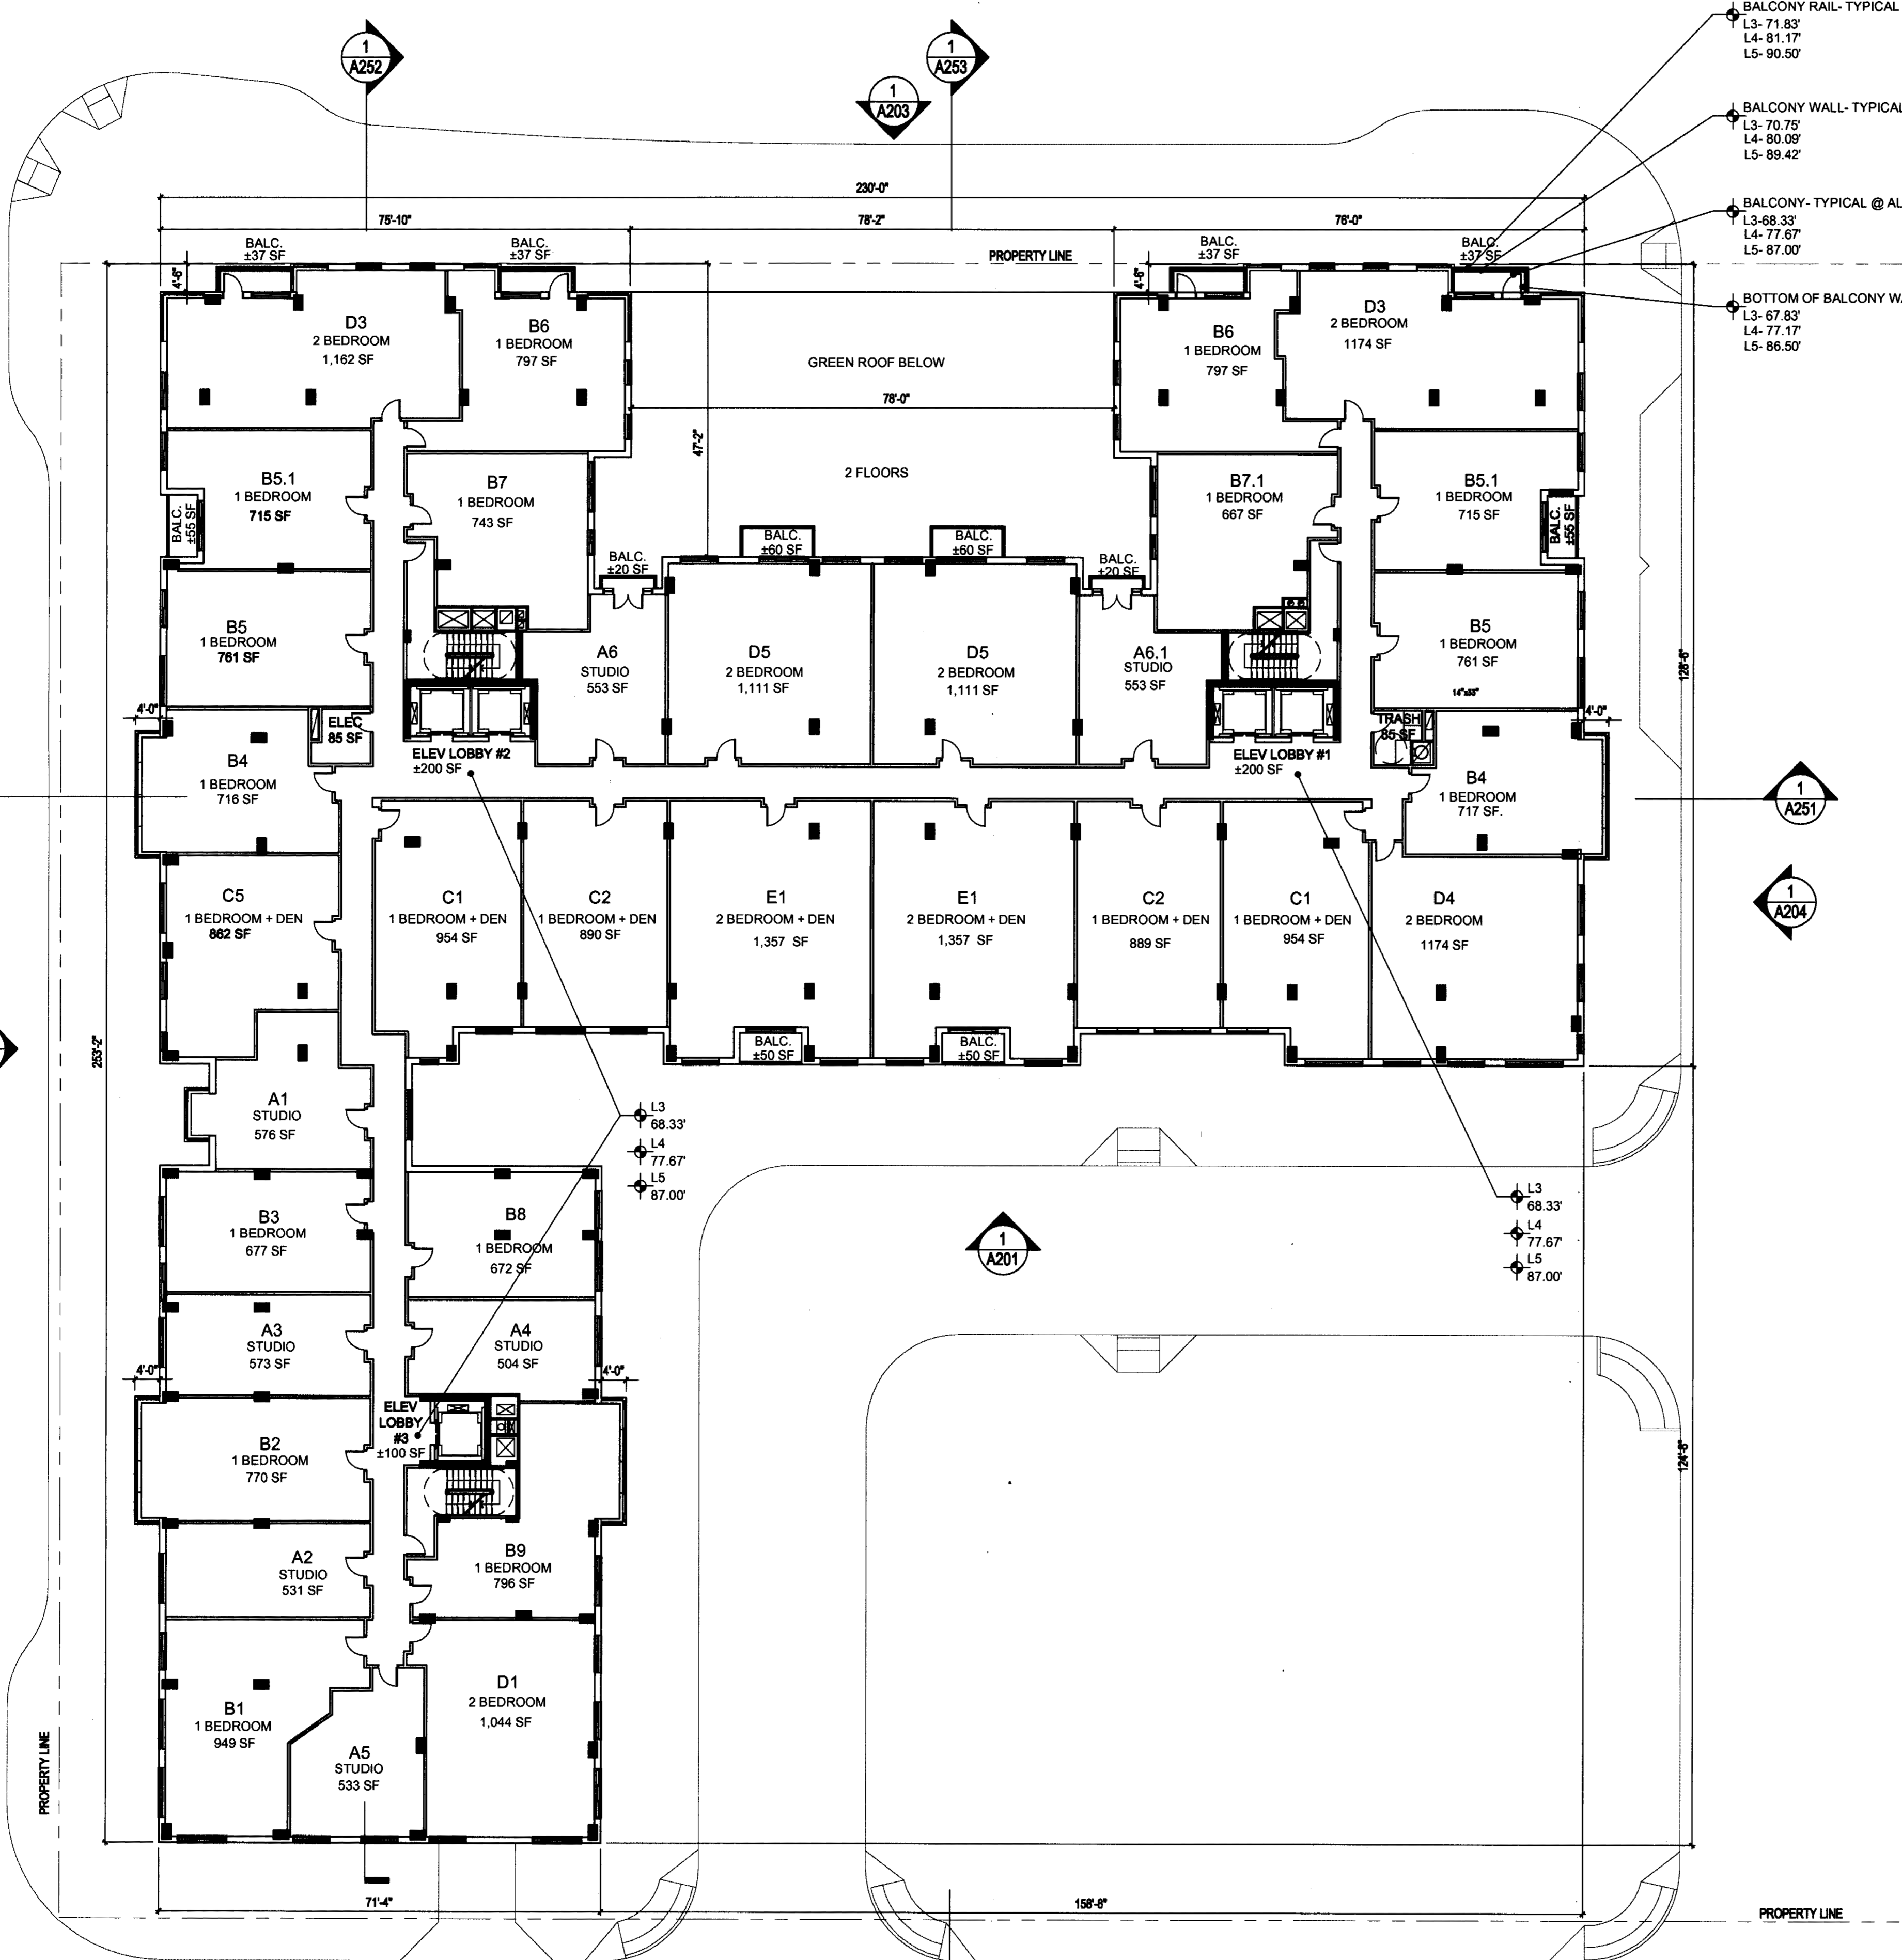 1
A252
1
A253
1
A203
BALCONY RAIL- TYPICAL
L3- 71.83'
L4- 81.17'
L5- 90.50'
BALCONY WALL- TYPICAL
L3- 70.75'
L4- 80.09'
L5- 89.42'
BALCONY- TYPICAL @ AL
L3-68.33'
L4- 77.67'
L5- 87.00'
BOTTOM OF BALCONY WA
L3- 67.83'
L4- 77.17'
L5- 86.50'
230'-0"
75'-10"
78'-2"
76'-0"
BALC.
±37 SF
BALC.
±37 SF
PROPERTY LINE
BALC.
±37 SF
BALC.
±37 SF
4'-6"
4'-6"
D3
2 BEDROOM
1,162 SF
B6
1 BEDROOM
797 SF
GREEN ROOF BELOW
78'-0"
47'-2"
2 FLOORS
B6
1 BEDROOM
797 SF
D3
2 BEDROOM
1174 SF
B5.1
1 BEDROOM
715 SF
BALC.
±55 SF
B7
1 BEDROOM
743 SF
BALC.
±20 SF
BALC.
±60 SF
BALC.
±60 SF
BALC.
±20 SF
B7.1
1 BEDROOM
667 SF
B5.1
1 BEDROOM
715 SF
BALC.
±55 SF
B5
1 BEDROOM
761 SF
A6
STUDIO
553 SF
D5
2 BEDROOM
1,111 SF
D5
2 BEDROOM
1,111 SF
A6.1
STUDIO
553 SF
B5
1 BEDROOM
761 SF
14"x33"
128'-6"
4'-0"
ELEC
85 SF
ELEV LOBBY #2
±200 SF
ELEV LOBBY #1
±200 SF
TRASH
85 SF
4'-0"
B4
1 BEDROOM
716 SF
B4
1 BEDROOM
717 SF.
1
A251
1
A204
C5
1 BEDROOM + DEN
862 SF
C1
1 BEDROOM + DEN
954 SF
C2
1 BEDROOM + DEN
890 SF
E1
2 BEDROOM + DEN
1,357 SF
E1
2 BEDROOM + DEN
1,357 SF
C2
1 BEDROOM + DEN
889 SF
C1
1 BEDROOM + DEN
954 SF
D4
2 BEDROOM
1174 SF
253'-2"
BALC.
±50 SF
BALC.
±50 SF
A1
STUDIO
576 SF
L3
68.33'
L4
77.67'
L5
87.00'
L3
68.33'
L4
77.67'
L5
87.00'
B3
1 BEDROOM
677 SF
B8
1 BEDROOM
672 SF
1
A201
A3
STUDIO
573 SF
A4
STUDIO
504 SF
4'-0"
4'-0"
ELEV
LOBBY
#3
±100 SF
B2
1 BEDROOM
770 SF
124'-8"
A2
STUDIO
531 SF
B9
1 BEDROOM
796 SF
B1
1 BEDROOM
949 SF
D1
2 BEDROOM
1,044 SF
A5
STUDIO
533 SF
PROPERTY LINE
71'-4"
158'-8"
PROPERTY LINE